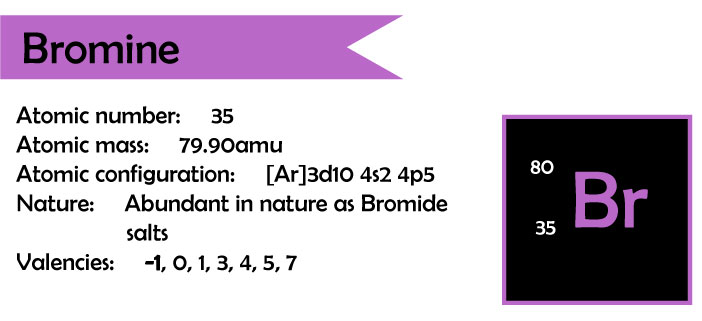 Bromine
Atomic number: 35
Atomic mass: 79.90amu
Atomic configuration: [Ar]3d10 4s2 4p5
Nature: Abundant in nature as Bromide
salts
Valencies: -1, 0, 1, 3, 4, 5, 7
80
Br
35